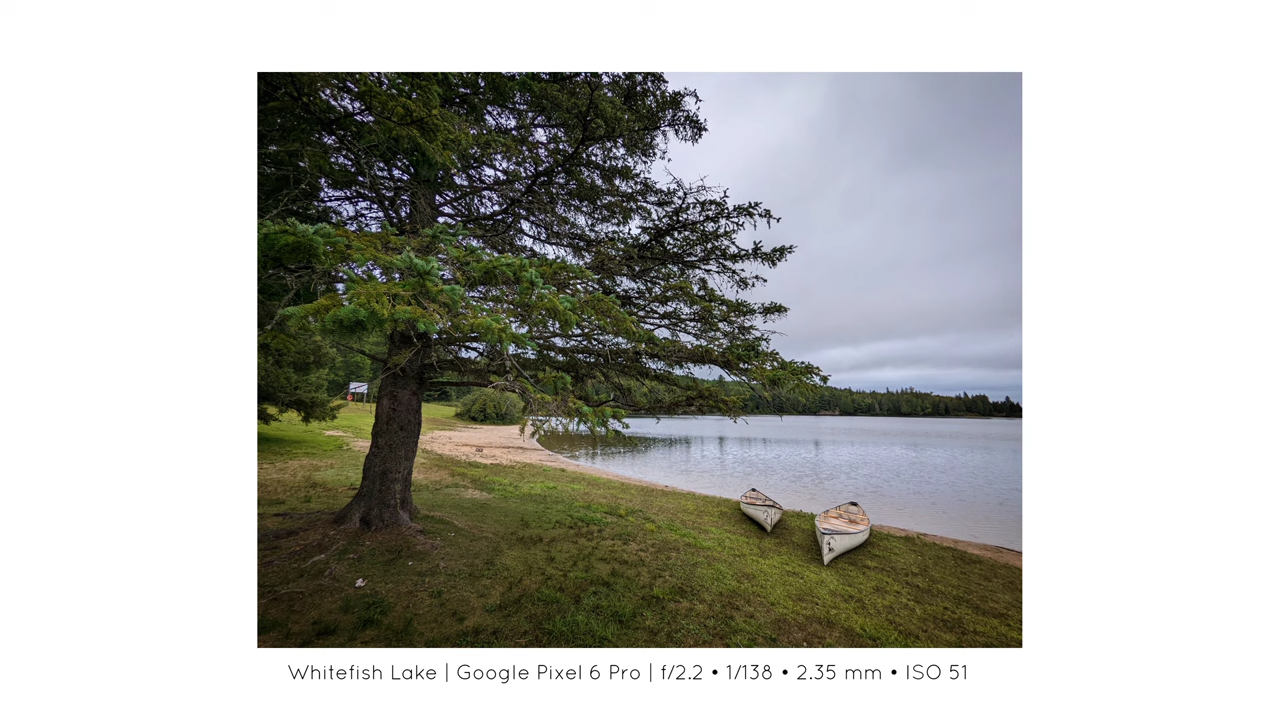 Whitefish Lake | Google Pixel 6 Pro | f/2.2 • 1/138 • 2.35 mm • ISO 51